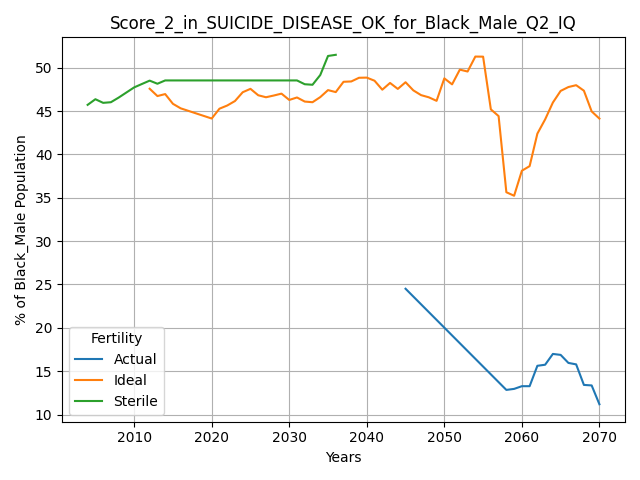 Score_2_in_SUICIDE_DISEASE_OK_for_Black_Male_Q2_IQ
% of Black_Male Population
50
45
40
35
30
25
20
15
10
Fertility
Actual
Ideal
Sterile
2010 2020 2030 2040 2050 2060 2070
Years